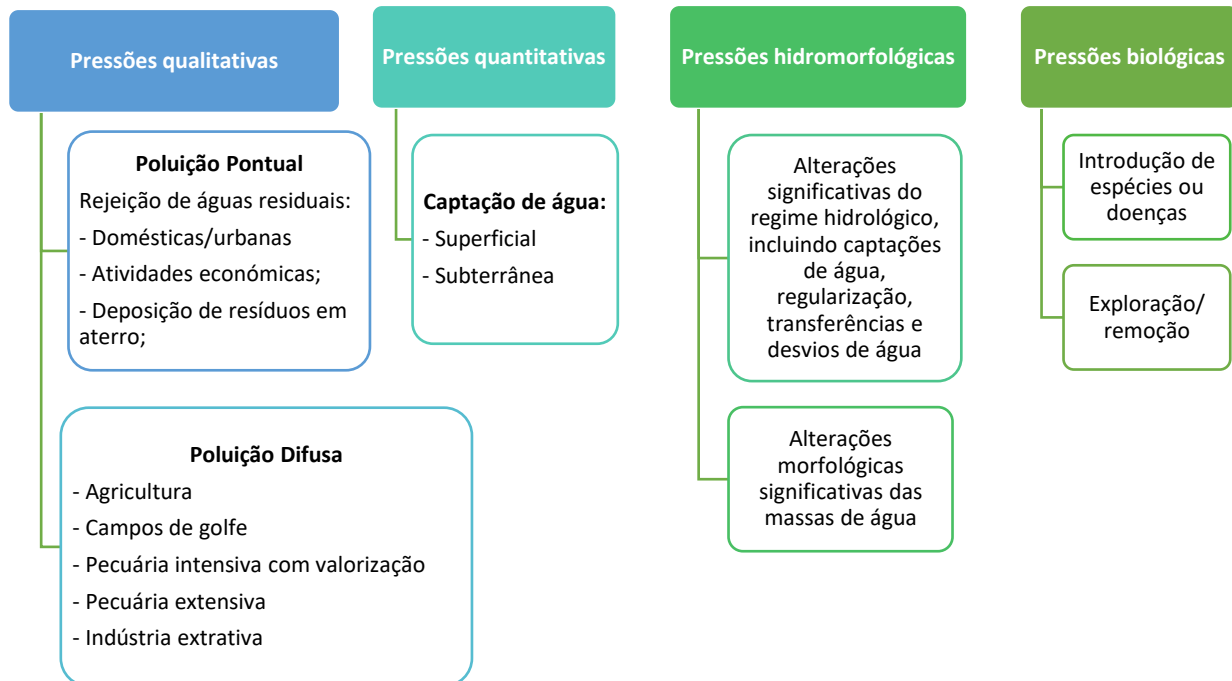 Pressões qualitativas
Poluição Pontual
Rejeição de águas residuais:
- Domésticas/urbanas
- Atividades económicas;
- Deposição de resíduos em
aterro;
Poluição Difusa
- Agricultura
- Campos de golfe
- Pecuária intensiva com valorização
- Pecuária extensiva
- Indústria extrativa
Pressões quantitativas
Captação de água:
- Superficial
- Subterrânea
Pressões hidromorfológicas
Alterações
significativas do
regime hidrológico,
incluindo captações
de água,
regularização,
transferências e
desvios de água
Alterações
morfológicas
significativas das
massas de água
Pressões biológicas
Introdução de
espécies ou
doenças
Exploração/
remoção